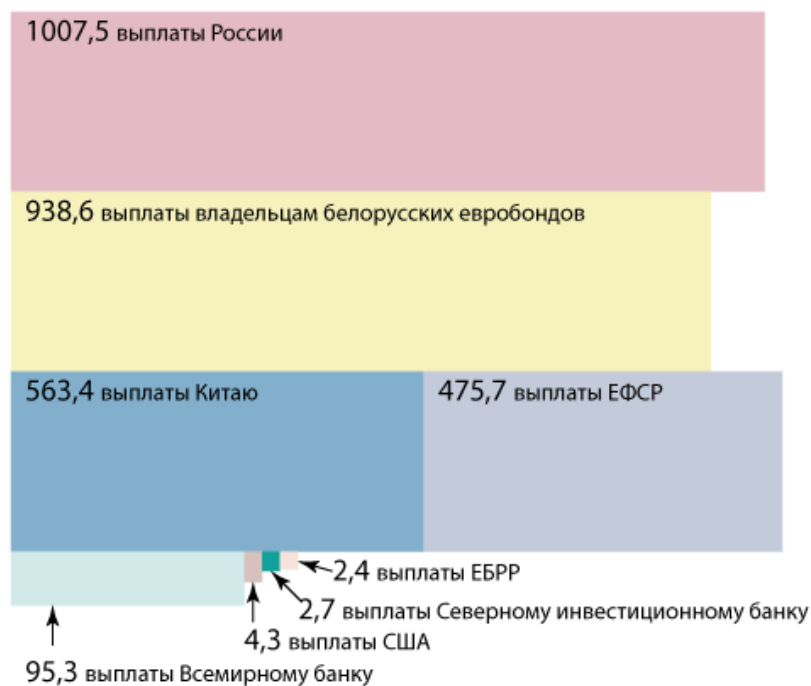 1007,5 выплаты России
938,6 выплаты владельцам белорусских евробондов
563,4 выплаты Китаю
475,7 выплаты ЕФСР
2,4 выплаты ЕБРР
2,7 выплаты Северному инвестиционному банку
4,3 выплаты США
95,3 выплаты Всемирному банку